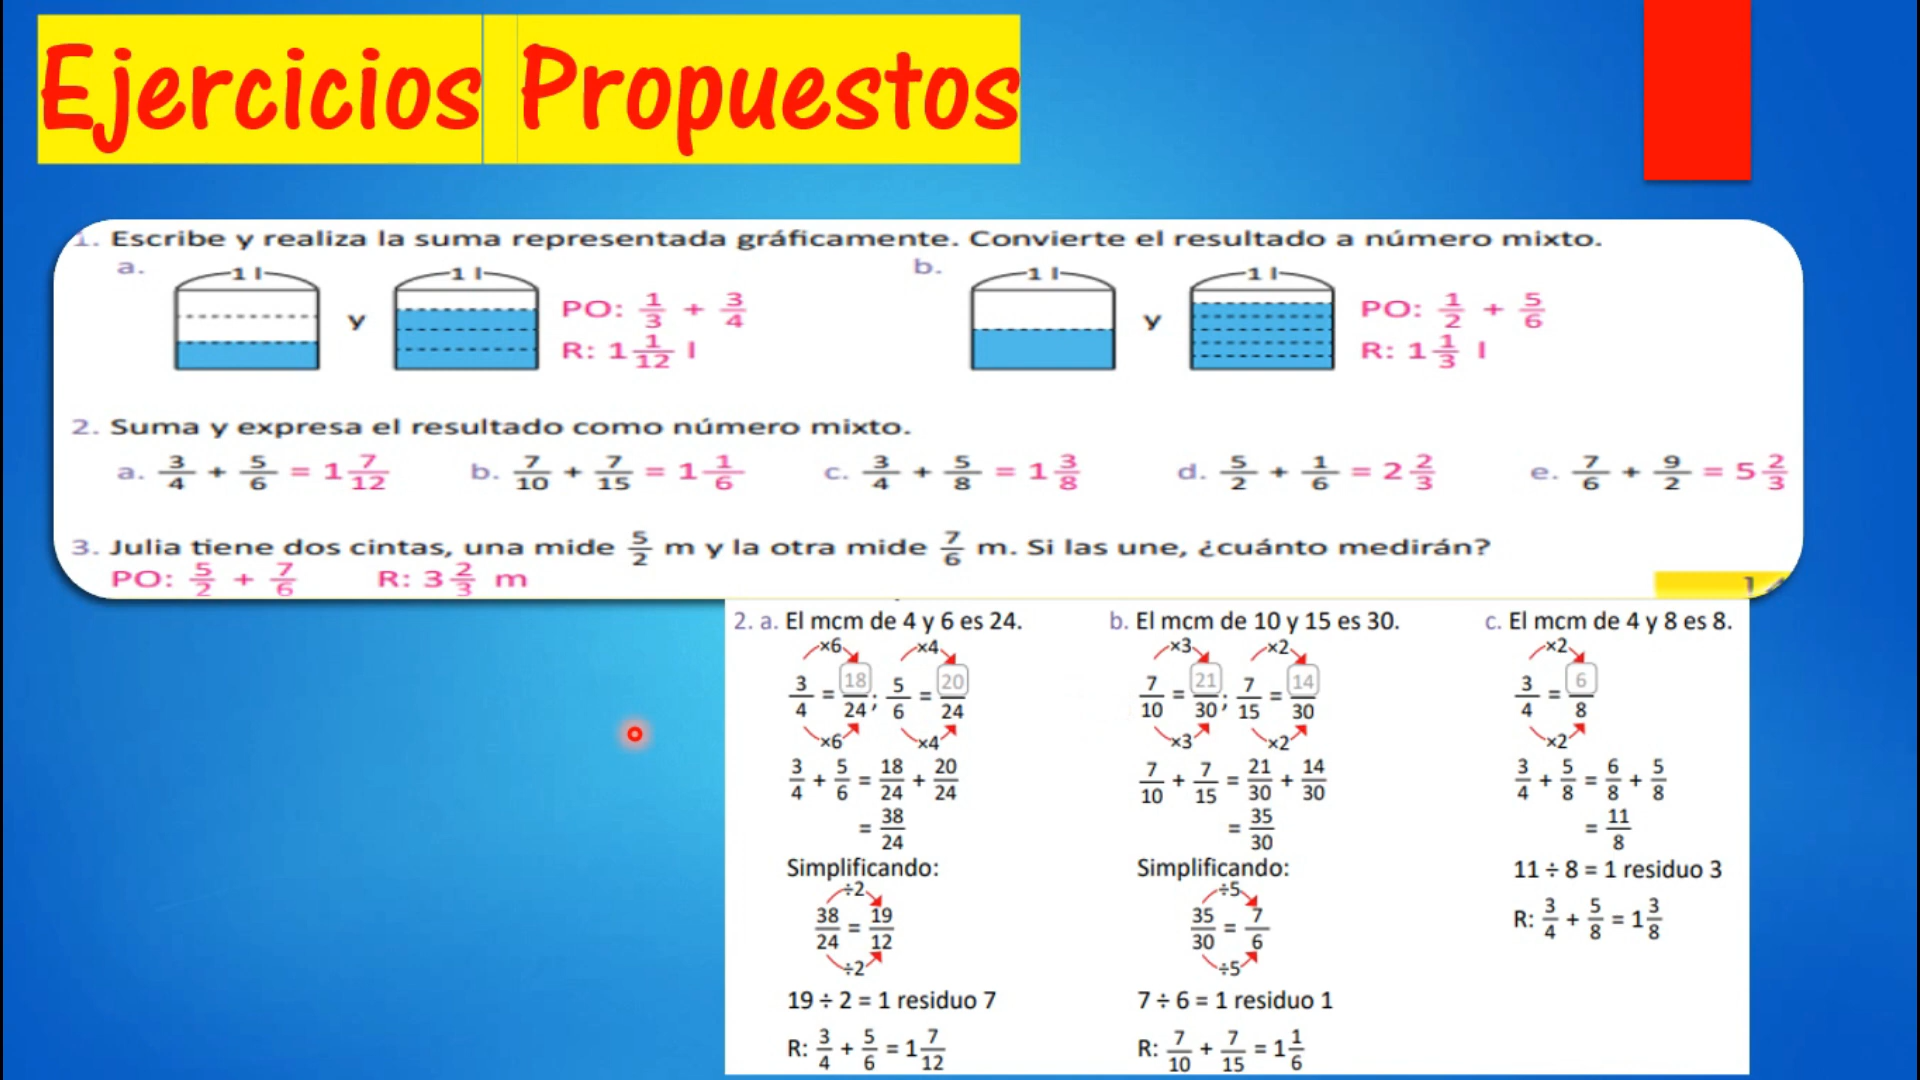 Ejercicios Propuestos
1. Escribe y realiza la suma representada gráficamente. Convierte el resultado a número mixto.
a. 1 l y 1 l PO: 1/3 + 3/4
R: 1 1/12 l
b. 1 l y 1 l PO: 1/2 + 5/6
R: 1 1/3 l
2. Suma y expresa el resultado como número mixto.
a. 3/4 + 5/6 = 1 7/12 b. 7/10 + 7/15 = 1 1/6 c. 3/4 + 5/8 = 1 3/8 d. 5/2 + 1/6 = 2 2/3 e. 7/6 + 9/2 = 5 2/3
3. Julia tiene dos cintas, una mide 5/2 m y la otra mide 7/6 m. Si las une, ¿cuánto medirán?
PO: 5/2 + 7/6 R: 3 2/3 m
2. a. El mcm de 4 y 6 es 24.
×6 ×4
3/4 = 18/24; 5/6 = 20/24
×6 ×4
3/4 + 5/6 = 18/24 + 20/24
= 38/24
Simplificando:
÷2
38/24 = 19/12
÷2
19 ÷ 2 = 1 residuo 7
R: 3/4 + 5/6 = 1 7/12
b. El mcm de 10 y 15 es 30.
×3 ×2
7/10 = 21/30; 7/15 = 14/30
×3 ×2
7/10 + 7/15 = 21/30 + 14/30
= 35/30
Simplificando:
÷5
35/30 = 7/6
÷5
7 ÷ 6 = 1 residuo 1
R: 7/10 + 7/15 = 1 1/6
c. El mcm de 4 y 8 es 8.
×2
3/4 = 6/8
×2
3/4 + 5/8 = 6/8 + 5/8
= 11/8
11 ÷ 8 = 1 residuo 3
R: 3/4 + 5/8 = 1 3/8